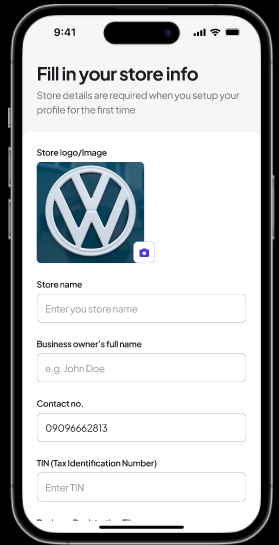 9:41
Fill in your store info
Store details are required when you setup your
profile for the first time
Store logo/Image
Store name
Enter you store name
Business owner's full name
e.g. John Doe
Contact no.
09096662813
TIN (Tax Identification Number)
Enter TIN